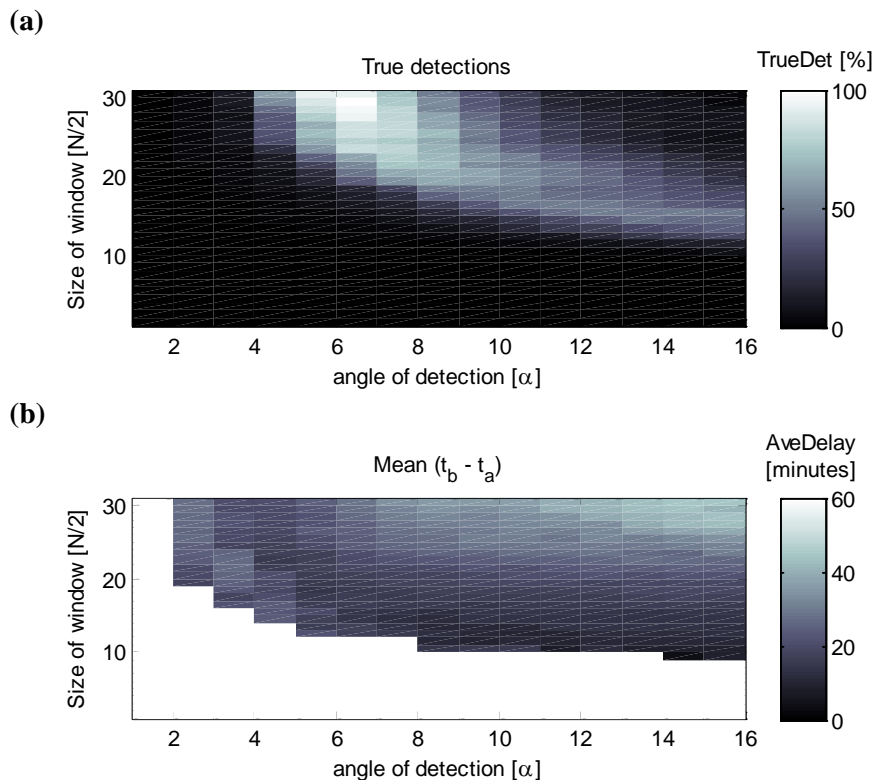 (a)
True detections
TrueDet [%]
Size of window [N/2]
30
20
10
2 4 6 8 10 12 14 16
angle of detection [α]
100
50
0
(b)
Mean (t_b - t_a)
AveDelay
[minutes]
Size of window [N/2]
30
20
10
2 4 6 8 10 12 14 16
angle of detection [α]
60
40
20
0